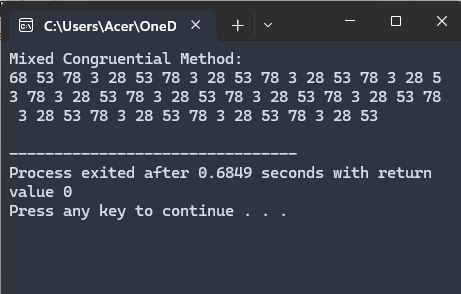 C:\Users\Acer\OneD
Mixed Congruential Method:
68 53 78 3 28 53 78 3 28 53 78 3 28 53 78 3 28 5
3 78 3 28 53 78 3 28 53 78 3 28 53 78 3 28 53 78
3 28 53 78 3 28 53 78 3 28 53 78 3 28 53
--------------------------------
Process exited after 0.6849 seconds with return
value 0
Press any key to continue . . .